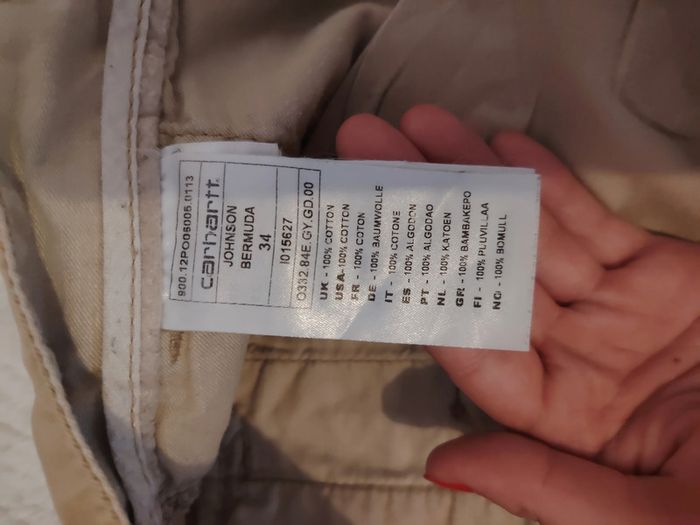 900.12PO06005.0113
carhartt
JOHNSON
BERMUDA
34
I015627
O332.84E.GY.GD.00
UK - 100% COTTON
USA-100% COTTON
FR - 100% COTON
DE - 100% BAUMWOLLE
IT - 100% COTONE
ES - 100% ALGODON
PT - 100% ALGODAO
NL - 100% KATOEN
GR - 100% BAMBAKEPO
FI - 100% PUUVILLAA
NO - 100% BOMULL